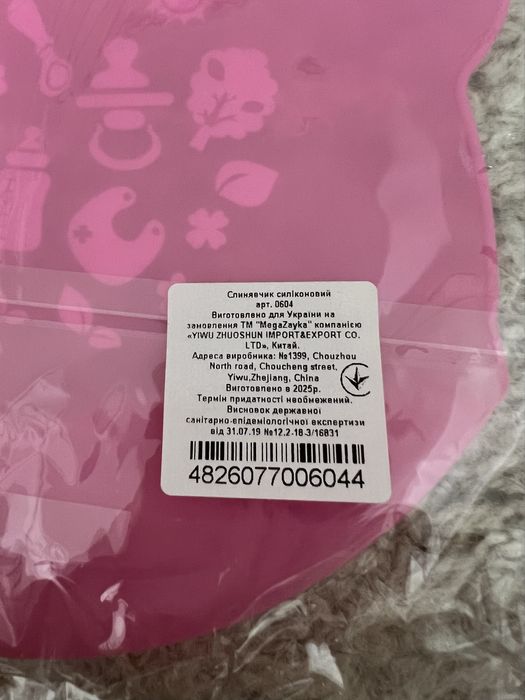 Слинявчик силіконовий
арт. 0604
Виготовлено для України на
замовлення ТМ "MegaZayka" компанією
«YIWU ZHUOSHUN IMPORT&EXPORT CO.
LTD», Китай.
Адреса виробника: №1399, Chouzhou
North road, Choucheng street,
Yiwu,Zhejiang, China
Виготовлено в 2025р.
Термін придатності необмежений.
Висновок державної
санітарно-епідеміологічної експертизи
від 31.07.19 №12.2-18-3/16831
4826077006044